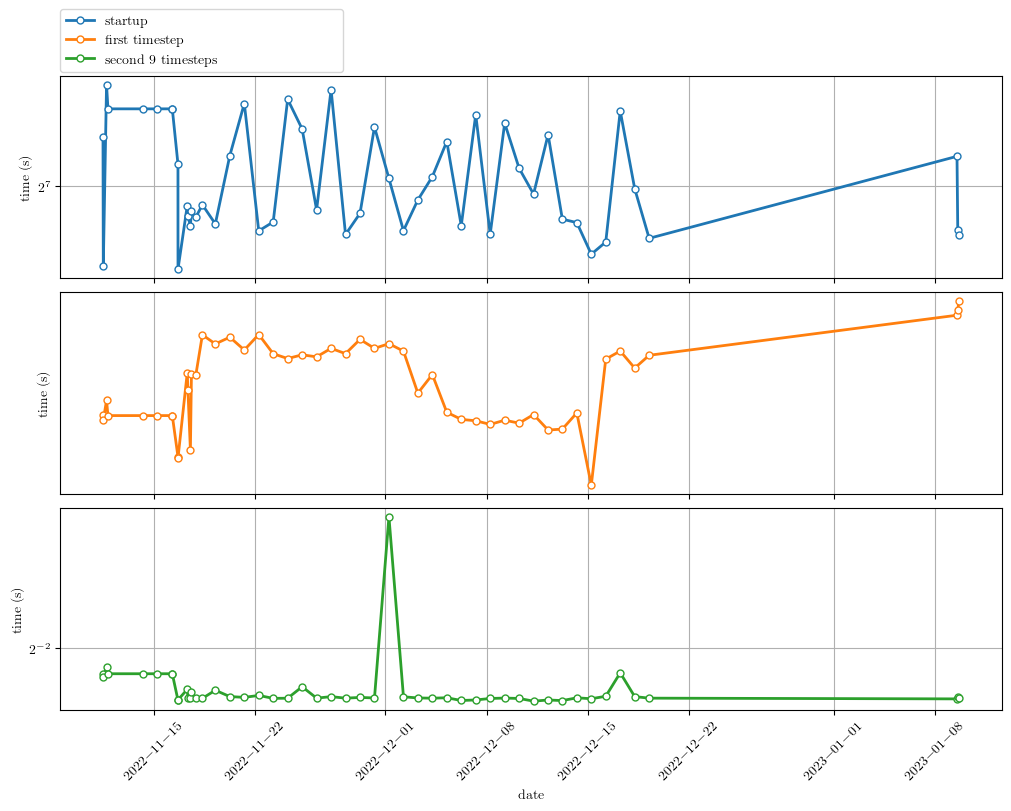 startup
first timestep
second 9 timesteps
time (s)
2^7
time (s)
time (s)
2^−2
2022−11−15
2022−11−22
2022−12−01
2022−12−08
2022−12−15
2022−12−22
2023−01−01
2023−01−08
date